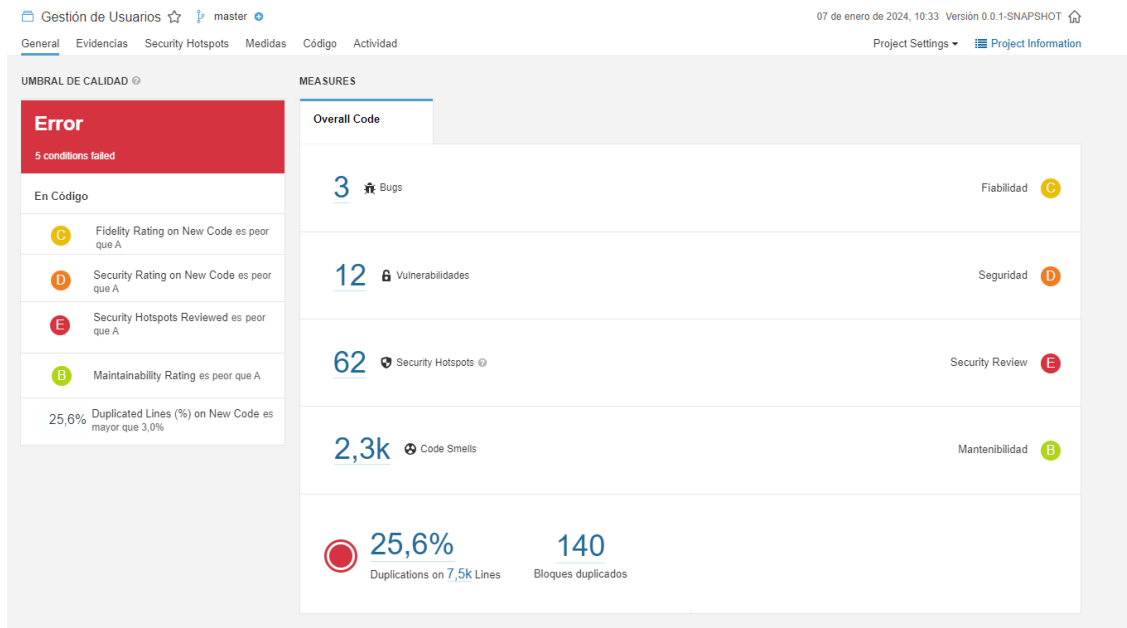 Gestión de Usuarios master
07 de enero de 2024, 10:33 Versión 0.0.1-SNAPSHOT
General Evidencias Security Hotspots Medidas Código Actividad
Project Settings Project Information
UMBRAL DE CALIDAD
Error
5 conditions failed
En Código
C Fidelity Rating on New Code es peor
que A
D Security Rating on New Code es peor
que A
E Security Hotspots Reviewed es peor
que A
B Maintainability Rating es peor que A
25,6% Duplicated Lines (%) on New Code es
mayor que 3,0%
MEASURES
Overall Code
3 Bugs Fiabilidad C
12 Vulnerabilidades Seguridad D
62 Security Hotspots Security Review E
2,3k Code Smells Mantenibilidad B
25,6% 140
Duplications on 7,5k Lines Bloques duplicados